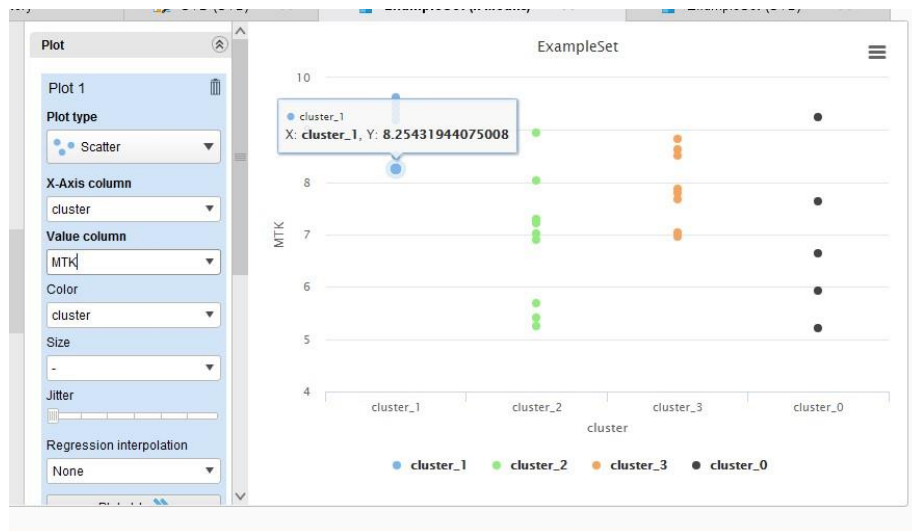 Plot
Plot 1
Plot type
Scatter
X-Axis column
cluster
Value column
MTK
Color
cluster
Size
-
Jitter
Regression interpolation
None
ExampleSet
10
8
7
6
5
4
MTK
cluster_1
X: cluster_1, Y: 8.25431944075008
cluster_1
cluster_2
cluster_3
cluster_0
cluster
cluster_1
cluster_2
cluster_3
cluster_0